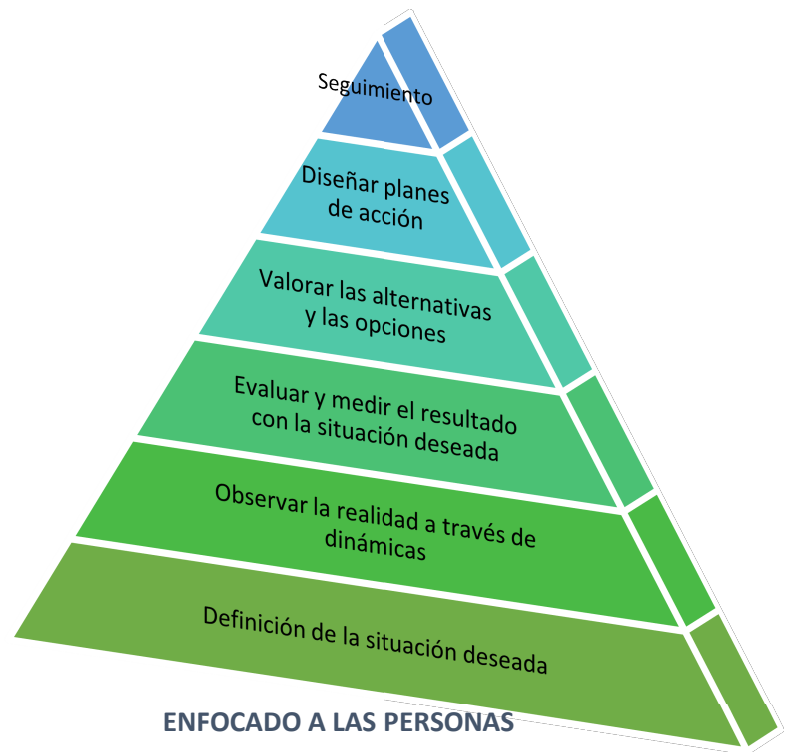 Seguimiento
Diseñar planes
de acción
Valorar las alternativas
y las opciones
Evaluar y medir el resultado
con la situación deseada
Observar la realidad a través de
dinámicas
Definición de la situación deseada
ENFOCADO A LAS PERSONAS